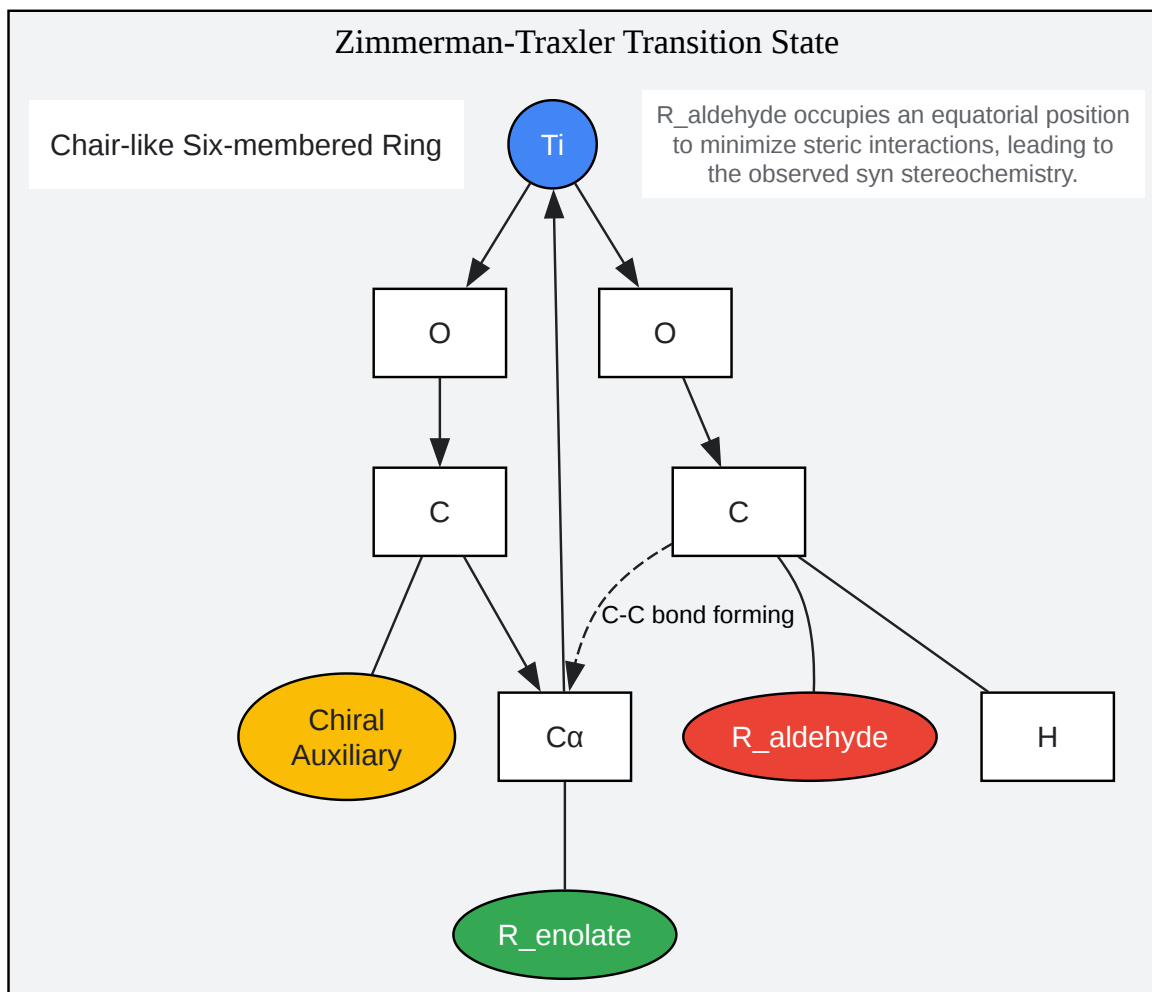 Zimmerman-Traxler Transition State
Chair-like Six-membered Ring
Ti
R_aldehyde occupies an equatorial position
to minimize steric interactions, leading to
the observed syn stereochemistry.
O
O
C
C
C-C bond forming
Chiral
Auxiliary
Cα
R_aldehyde
H
R_enolate